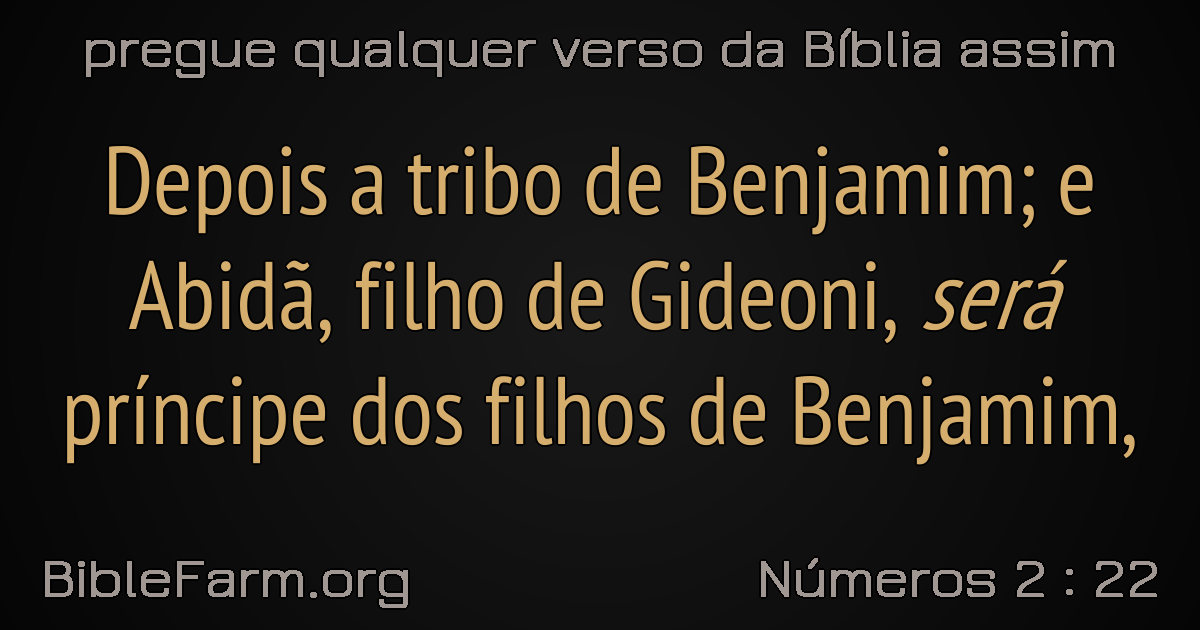 pregue qualquer verso da Bíblia assim
Depois a tribo de Benjamim; e
Abidã, filho de Gideoni, será
príncipe dos filhos de Benjamim,
BibleFarm.org
Números 2 : 22